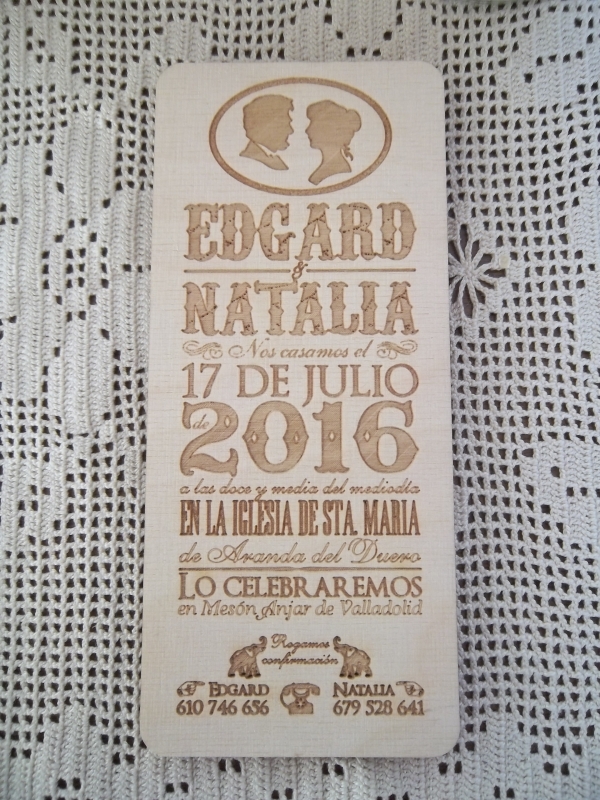 EDGARD
&
NATALIA
Nos casamos el
17 DE JULIO
de 2016
a las doce y media del mediodía
EN LA IGLESIA DE STA. MARIA
de Aranda del Duero
LO CELEBRAREMOS
en Mesón Anjar de Valladolid
Rogamos
confirmación
EDGARD NATALIA
610 746 656 679 528 641